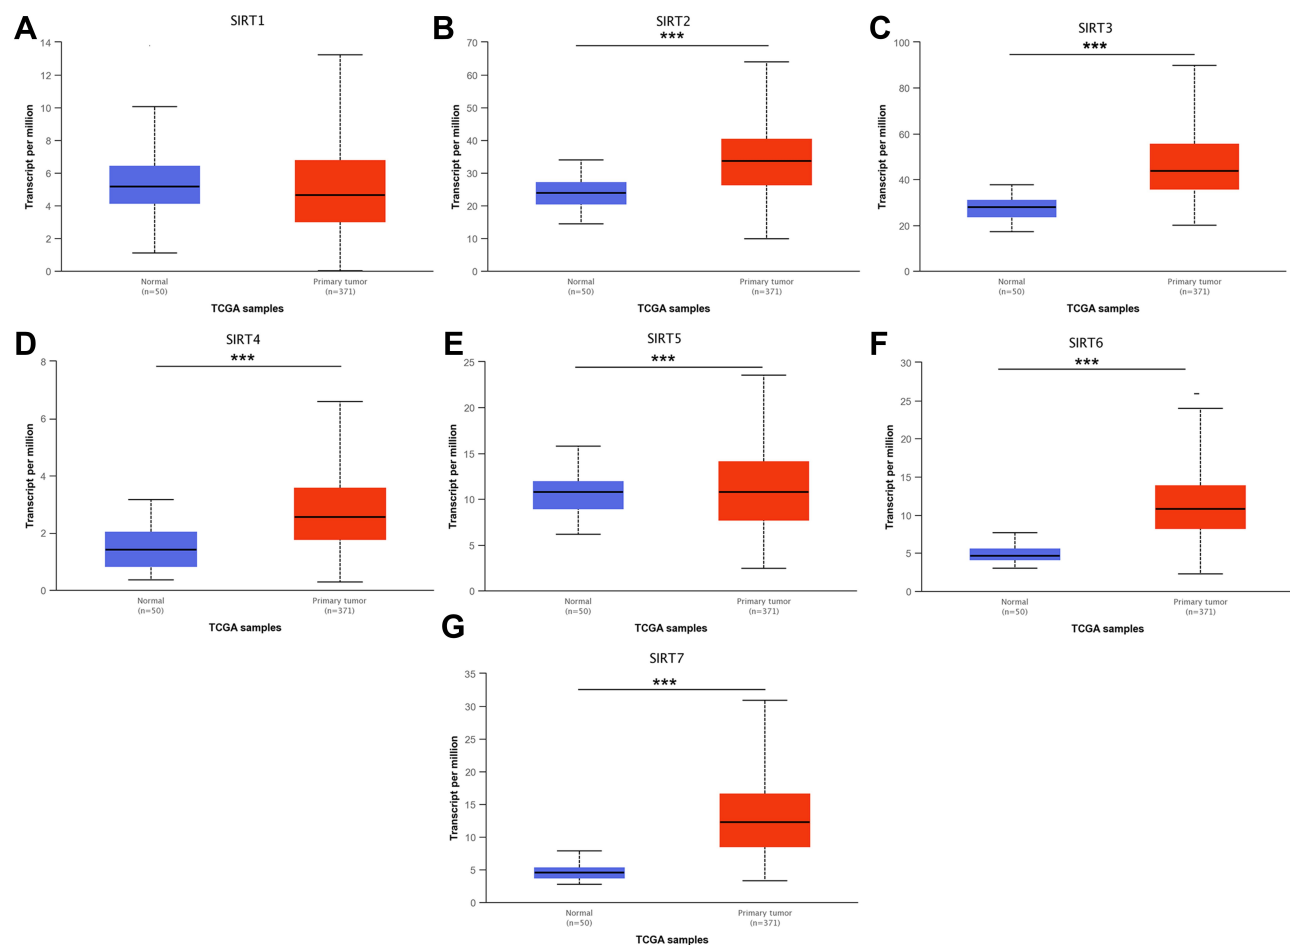 A
SIRT1
14
12
10
8
6
4
2
0
Transcript per million
Normal
(n=50)
Primary tumor
(n=371)
TCGA samples
B
SIRT2
***
70
60
50
40
30
20
10
0
Transcript per million
Normal
(n=50)
Primary tumor
(n=371)
TCGA samples
C
SIRT3
***
100
80
60
40
20
0
Transcript per million
Normal
(n=50)
Primary tumor
(n=371)
TCGA samples
D
SIRT4
***
8
6
4
2
0
Transcript per million
Normal
(n=50)
Primary tumor
(n=371)
TCGA samples
E
SIRT5
***
25
20
15
10
5
0
Transcript per million
Normal
(n=50)
Primary tumor
(n=371)
TCGA samples
F
SIRT6
***
30
25
20
15
10
5
0
Transcript per million
Normal
(n=50)
Primary tumor
(n=371)
TCGA samples
G
SIRT7
***
35
30
25
20
15
10
5
0
Transcript per million
Normal
(n=50)
Primary tumor
(n=371)
TCGA samples